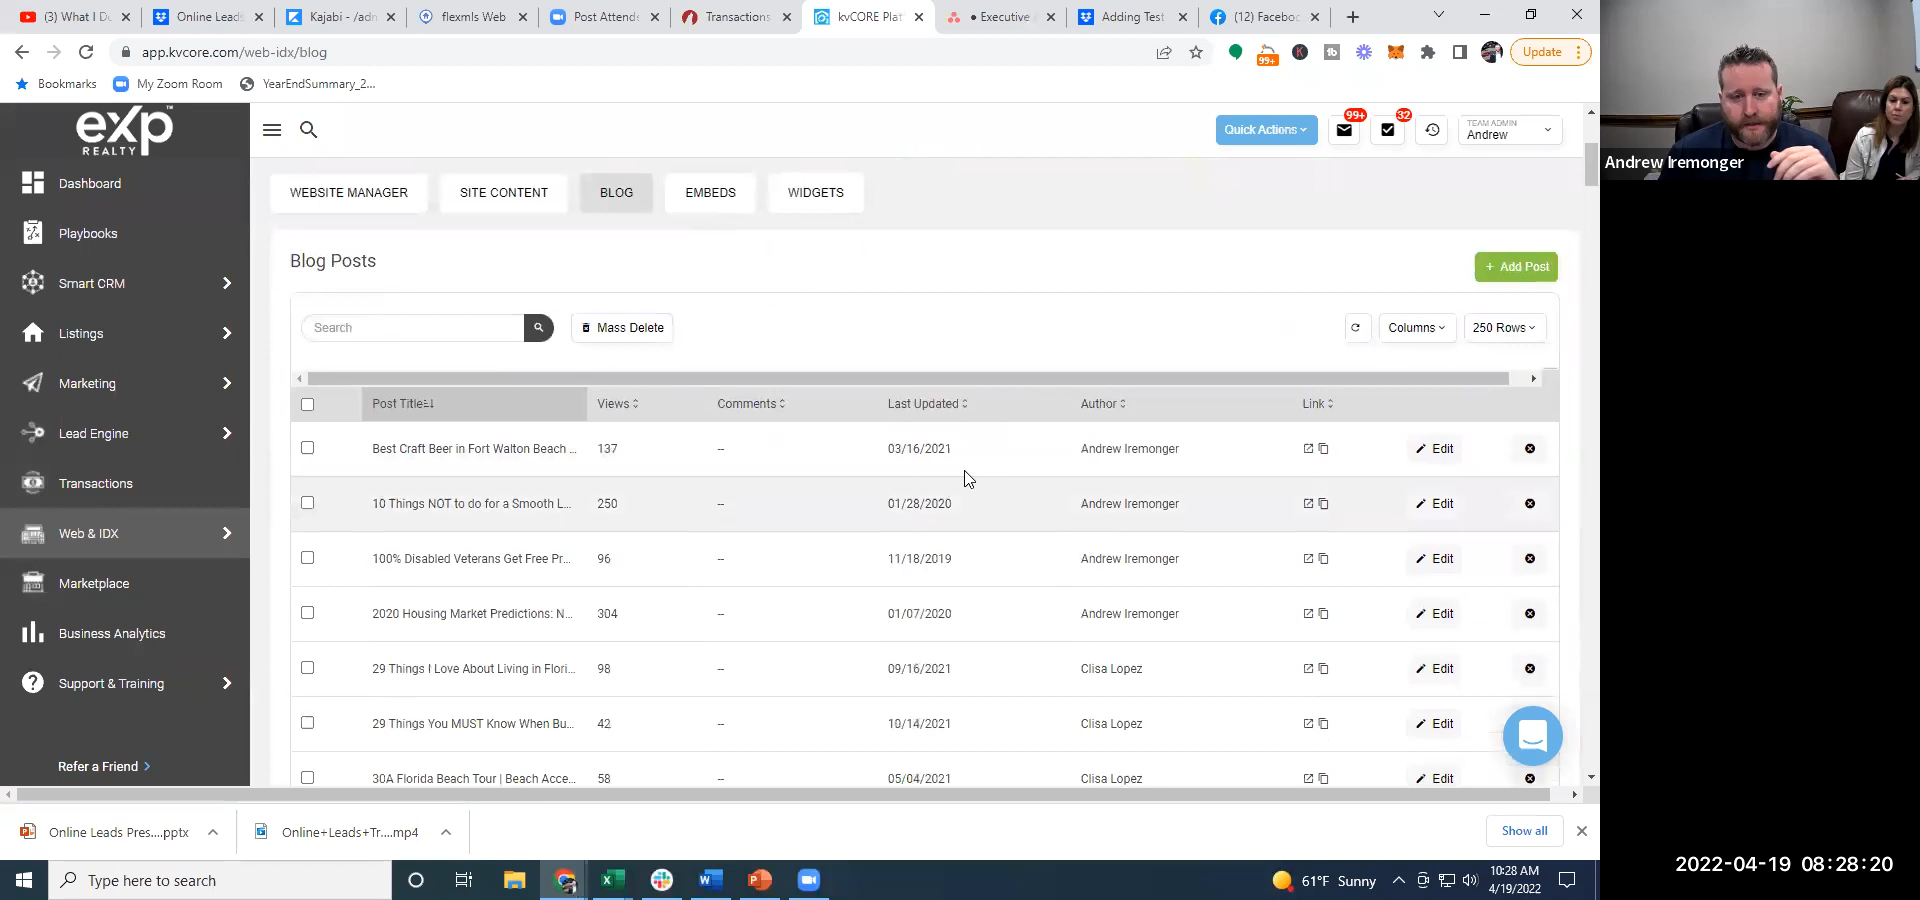 (3) What I Du
Online Leads
Kajabi - /adn
flexmls Web
Post Attende
Transactions
kvCORE Plat
• Executive A
Adding Test
(12) Facebo
app.kvcore.com/web-idx/blog
99+
Update
Bookmarks
My Zoom Room
YearEndSummary_2...
eXp
REALTY
Quick Actions
99+
32
TEAM ADMIN
Andrew
Dashboard
Playbooks
Smart CRM
Listings
Marketing
Lead Engine
Transactions
Web & IDX
Marketplace
Business Analytics
Support & Training
Refer a Friend
WEBSITE MANAGER
SITE CONTENT
BLOG
EMBEDS
WIDGETS
Blog Posts
+ Add Post
Search
Mass Delete
Columns
250 Rows
Post Title Views Comments Last Updated Author Link
Best Craft Beer in Fort Walton Beach ... 137 -- 03/16/2021 Andrew Iremonger Edit
10 Things NOT to do for a Smooth L... 250 -- 01/28/2020 Andrew Iremonger Edit
100% Disabled Veterans Get Free Pr... 96 -- 11/18/2019 Andrew Iremonger Edit
2020 Housing Market Predictions: N... 304 -- 01/07/2020 Andrew Iremonger Edit
29 Things I Love About Living in Flori... 98 -- 09/16/2021 Clisa Lopez Edit
29 Things You MUST Know When Bu... 42 -- 10/14/2021 Clisa Lopez Edit
30A Florida Beach Tour | Beach Acce... 58 -- 05/04/2021 Clisa Lopez Edit
Online Leads Pres....pptx
Online+Leads+Tr....mp4
Show all
Type here to search
61°F Sunny
10:28 AM
4/19/2022
Andrew Iremonger
2022-04-19 08:28:20